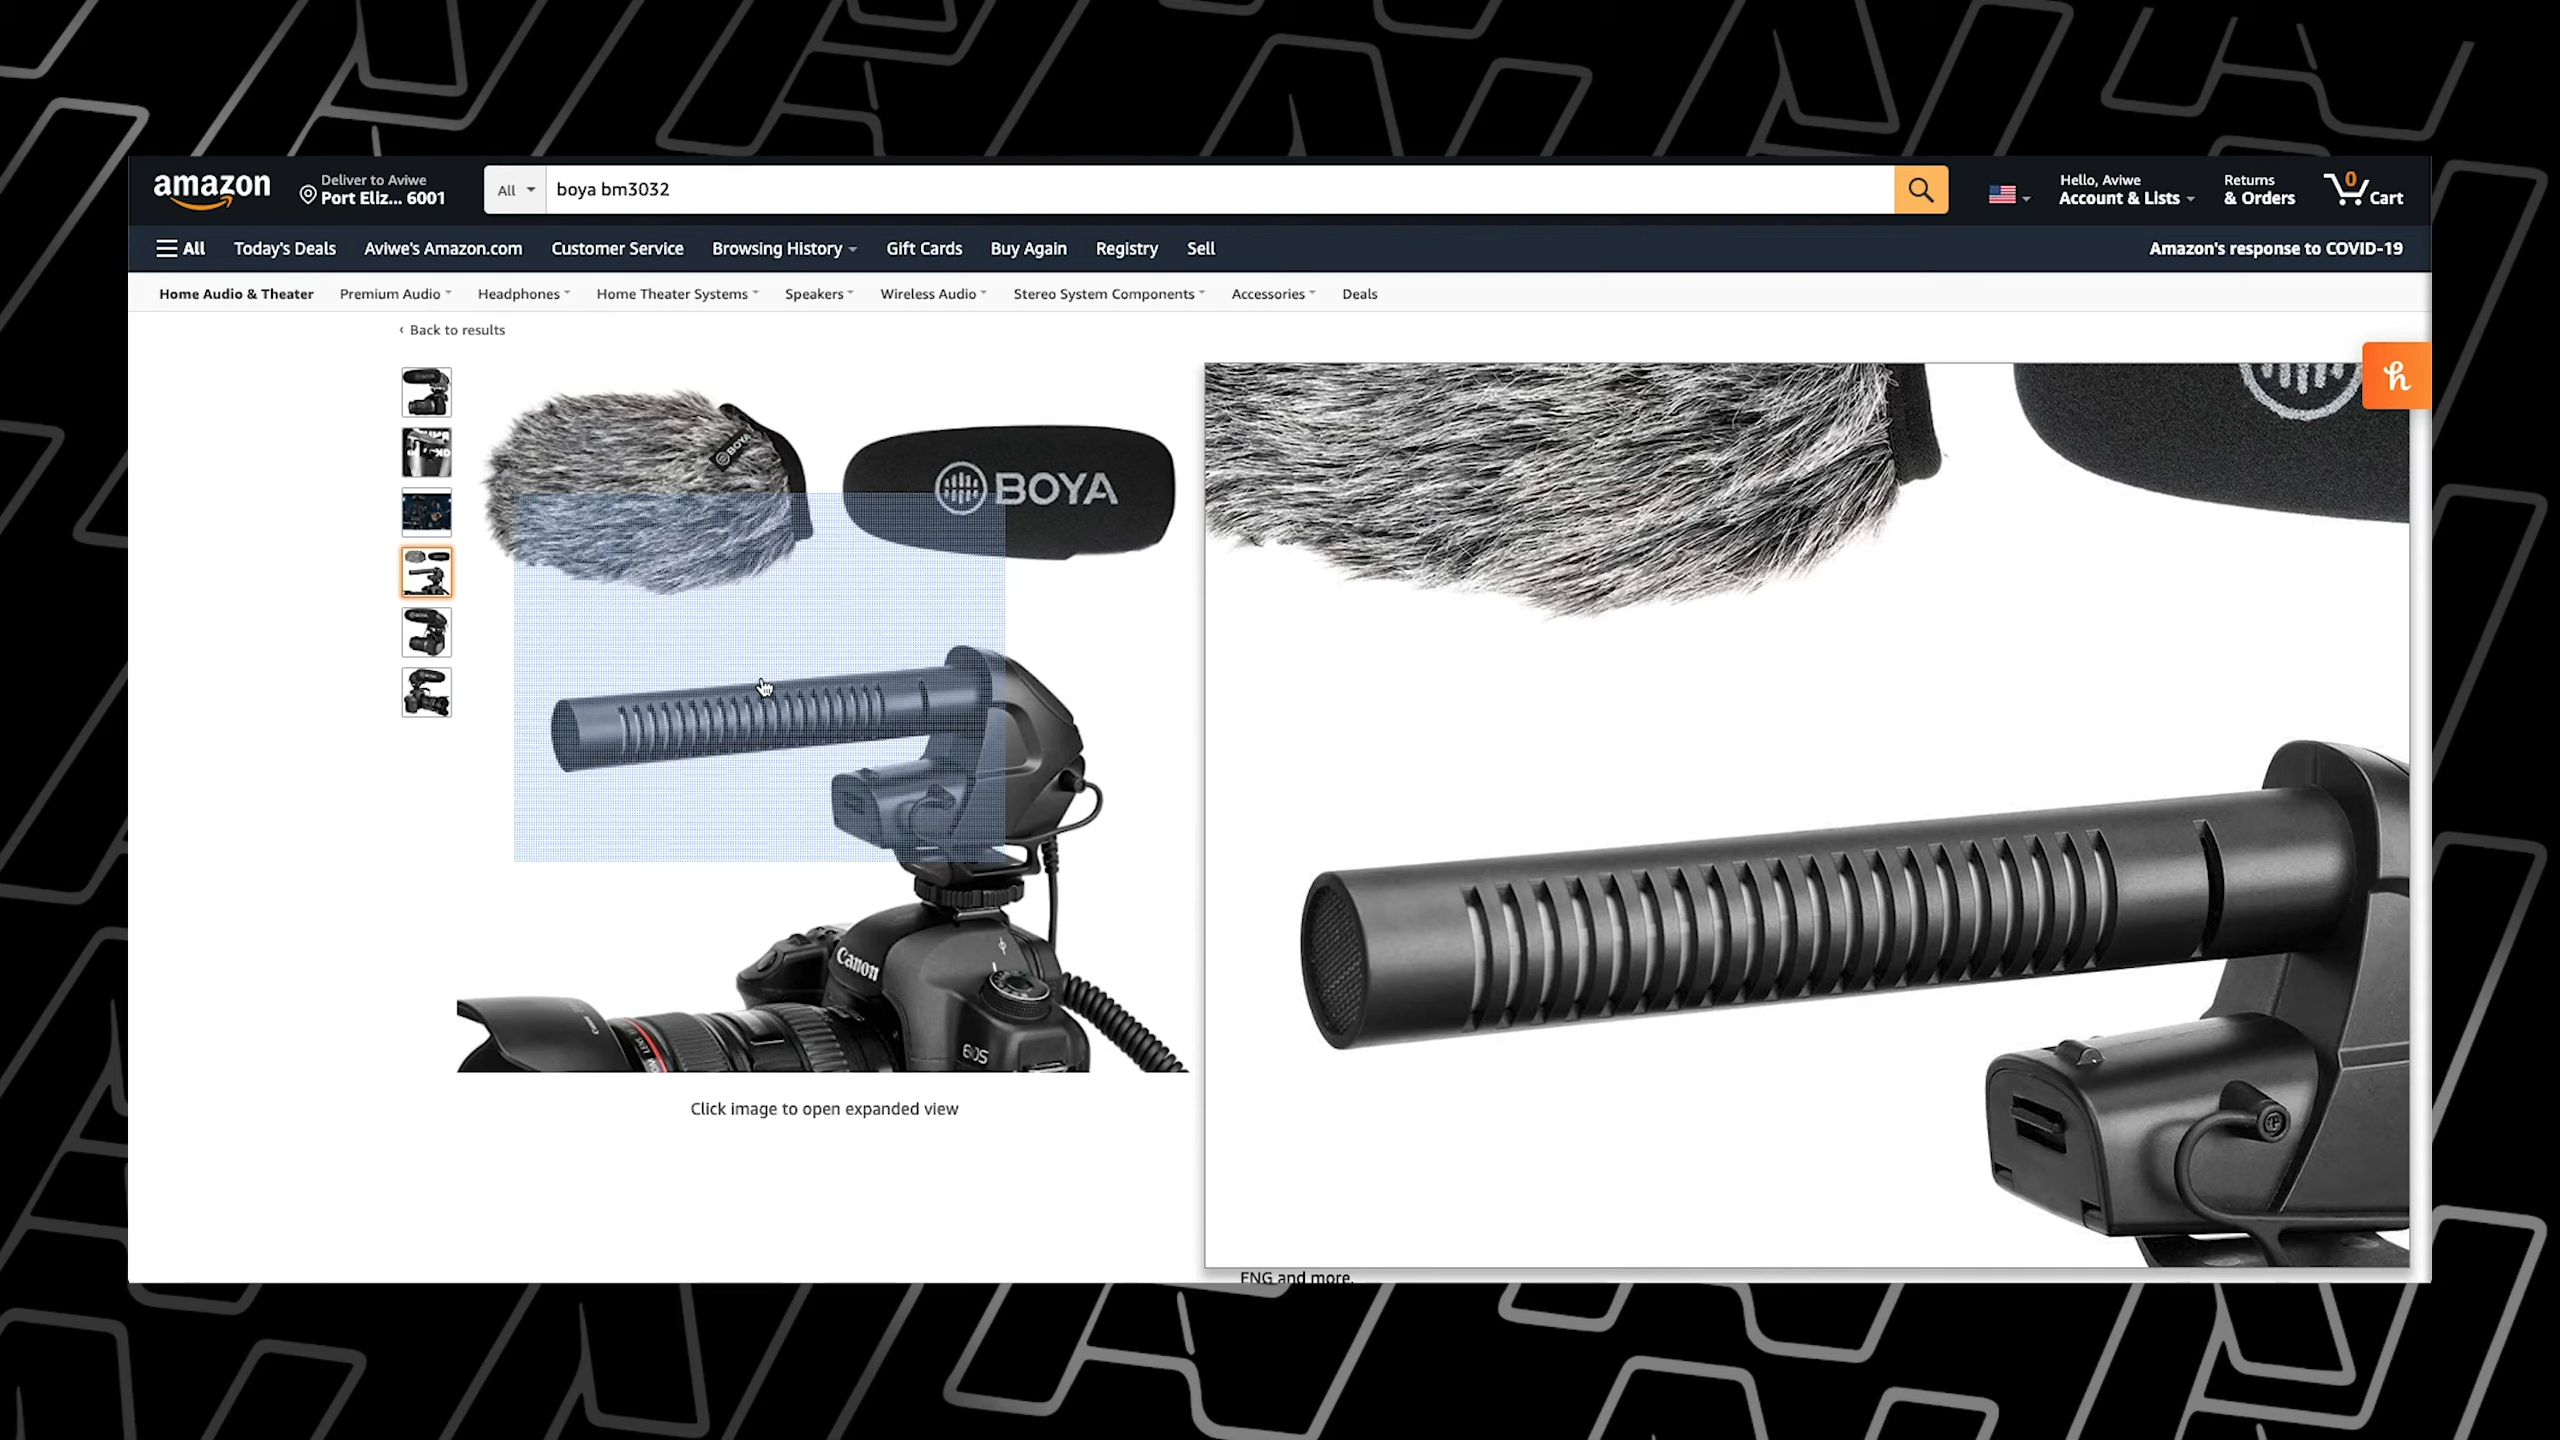 amazon
Deliver to Aviwe
Port Eliz... 6001
All
boya bm3032
Hello, Aviwe
Account & Lists
Returns
& Orders
0
Cart
All
Today's Deals
Aviwe's Amazon.com
Customer Service
Browsing History
Gift Cards
Buy Again
Registry
Sell
Amazon's response to COVID-19
Home Audio & Theater
Premium Audio
Headphones
Home Theater Systems
Speakers
Wireless Audio
Stereo System Components
Accessories
Deals
‹ Back to results
h
BOYA
BOYA
Canon
EOS
Click image to open expanded view
ENG and more.